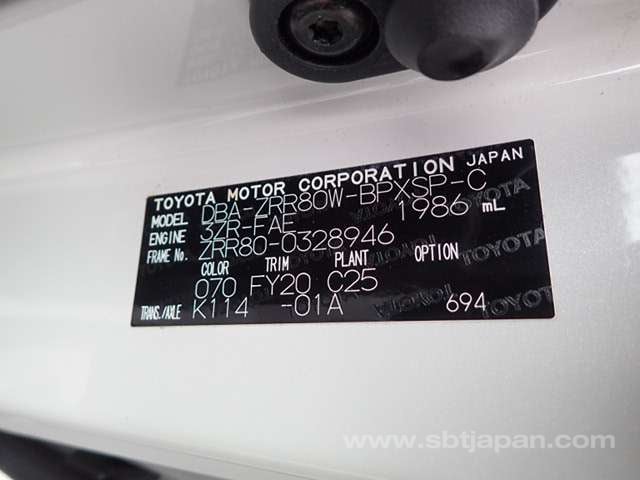 TOYOTA MOTOR CORPORATION JAPAN
MODEL DBA-ZRR80W-BPXSP-C
ENGINE 3ZR-FAE 1986 mL
FRAME No. ZRR80-0328946
COLOR TRIM PLANT OPTION
070 FY20 C25
TRANS./AXLE K114 -01A 694
www.sbtjapan.com